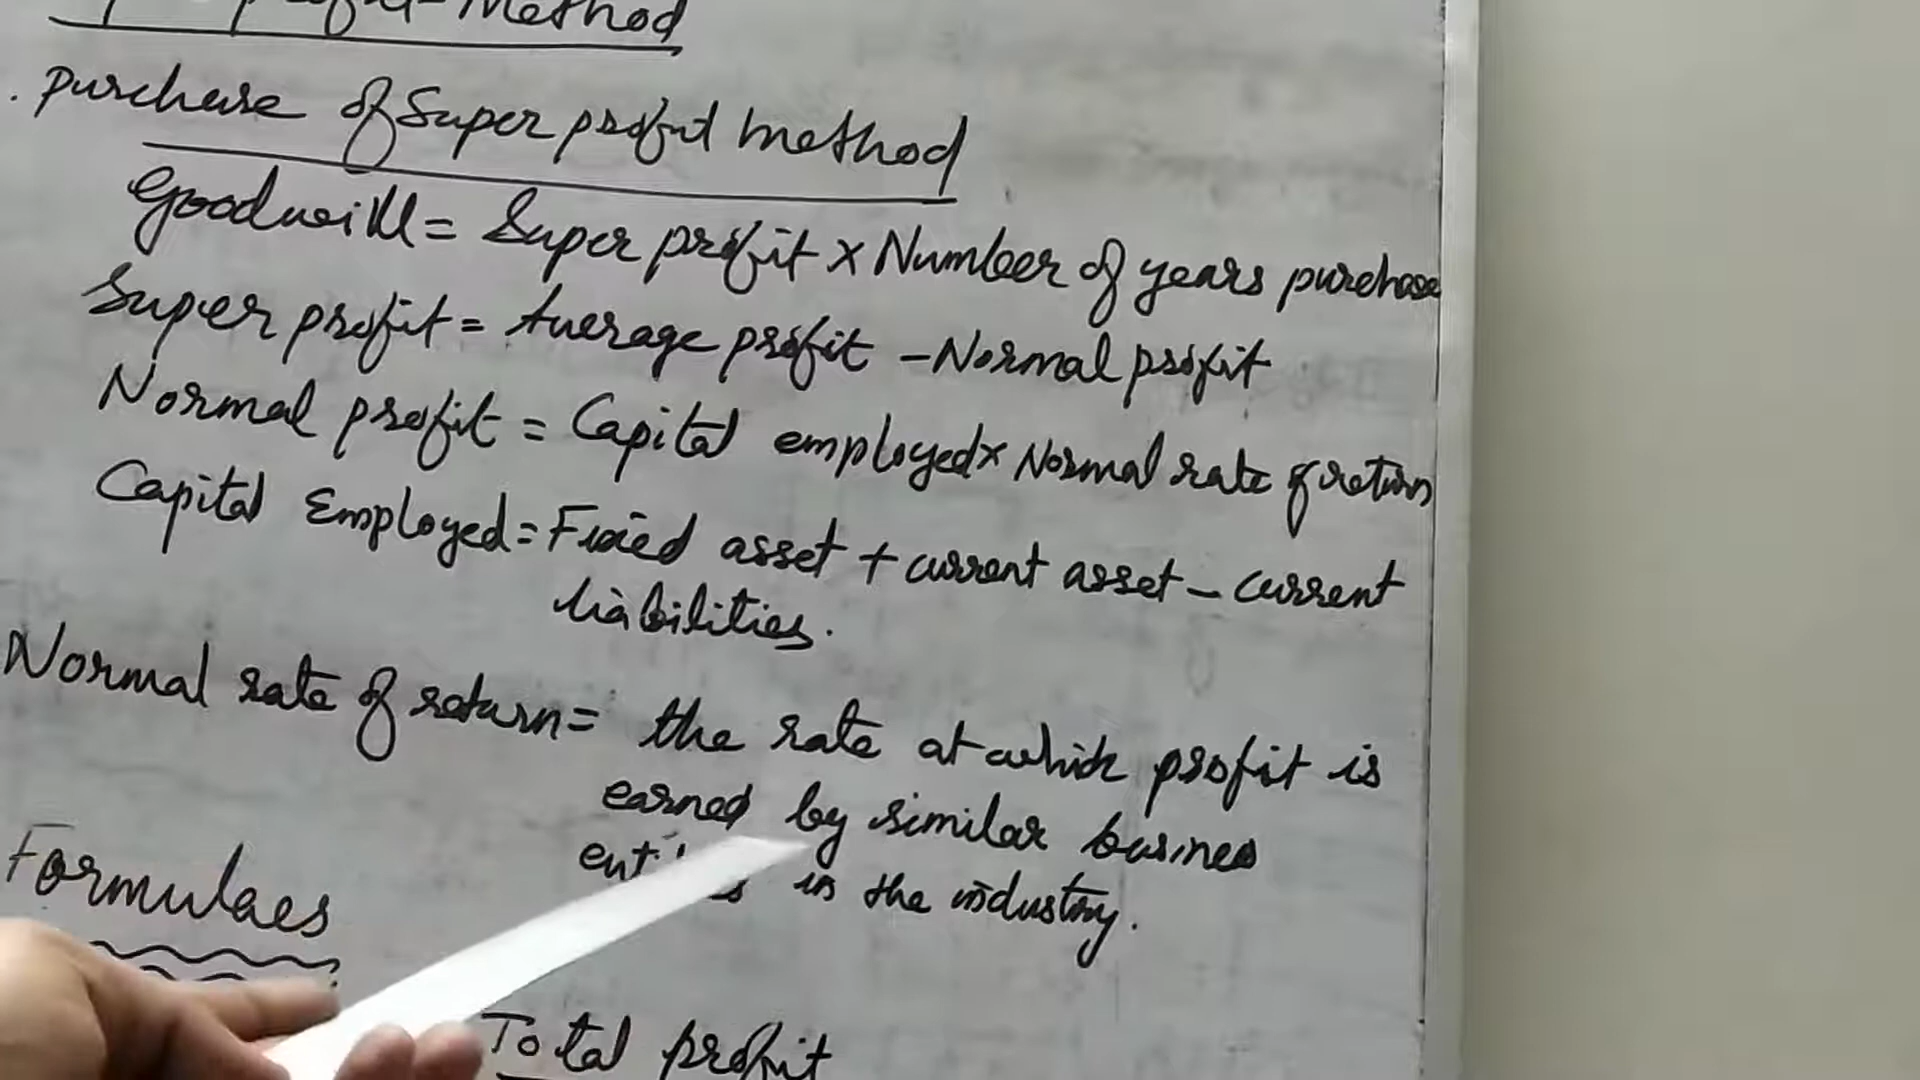 profit Method
. purchase of Super profit method
Goodwill = Super profit x Number of years purchase
Super profit = Average profit - Normal profit
Normal profit = Capital employed x Normal rate of return
Capital Employed = Fixed asset + current asset - current
liabilities.
Normal rate of return = the rate at which profit is
earned by similar business
in the industry.
Formulaes
Total profit